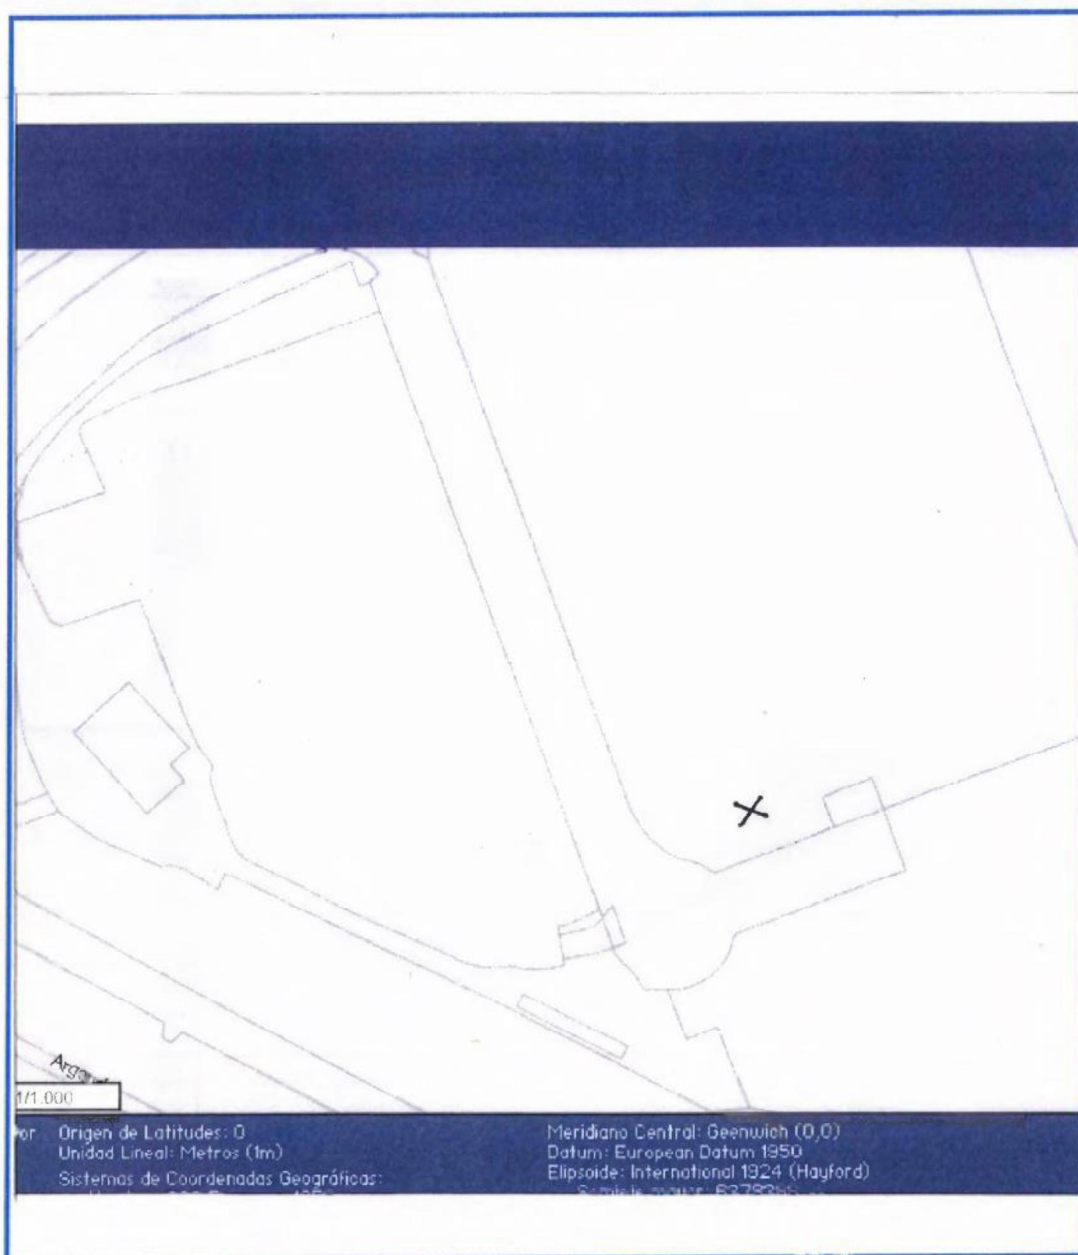 1/1.000
or Origen de Latitudes: 0
Unidad Lineal: Metros (1m)
Sistemas de Coordenadas Geográficas:
Meridiano Central: Geenwich (0,0)
Datum: European Datum 1950
Elipsoide: International 1924 (Hayford)